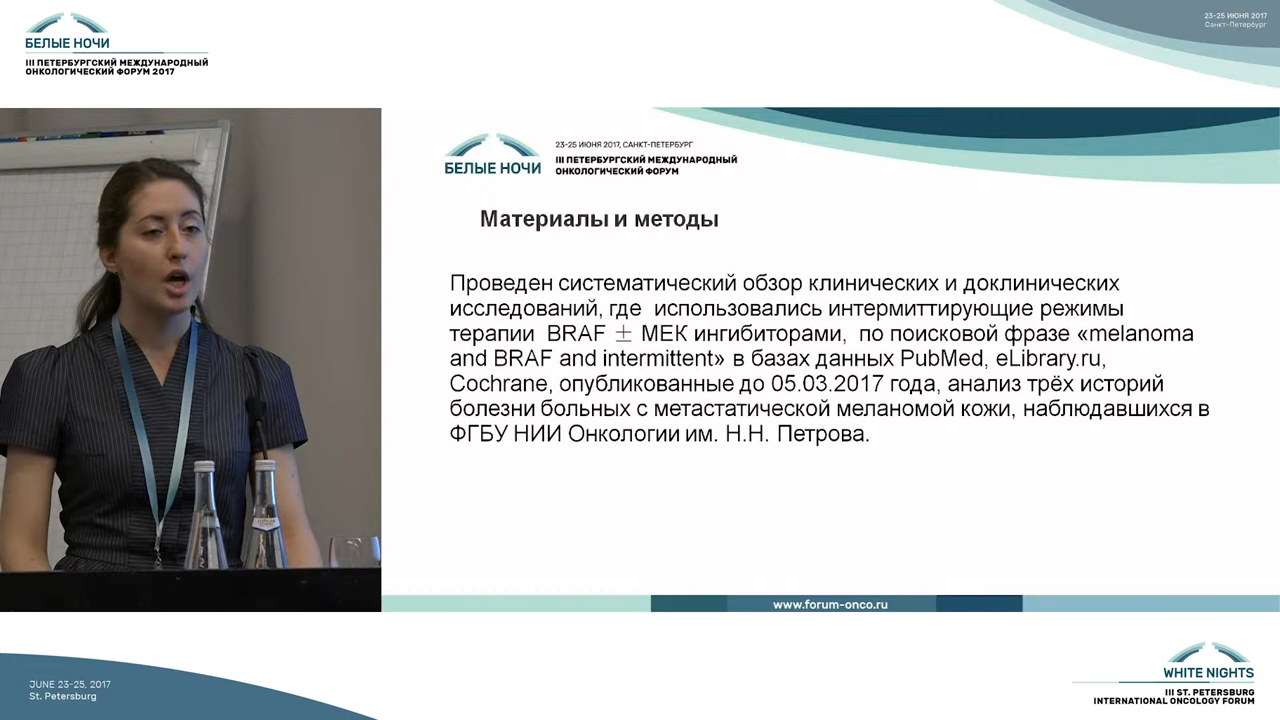 БЕЛЫЕ НОЧИ
III ПЕТЕРБУРГСКИЙ МЕЖДУНАРОДНЫЙ
ОНКОЛОГИЧЕСКИЙ ФОРУМ 2017
23-25 ИЮНЯ 2017
Санкт-Петербург
БЕЛЫЕ НОЧИ
23-25 ИЮНЯ 2017, САНКТ-ПЕТЕРБУРГ
III ПЕТЕРБУРГСКИЙ МЕЖДУНАРОДНЫЙ
ОНКОЛОГИЧЕСКИЙ ФОРУМ
Материалы и методы
Проведен систематический обзор клинических и доклинических
исследований, где использовались интермиттирующие режимы
терапии BRAF ± МЕК ингибиторами, по поисковой фразе «melanoma
and BRAF and intermittent» в базах данных PubMed, eLibrary.ru,
Cochrane, опубликованные до 05.03.2017 года, анализ трёх историй
болезни больных с метастатической меланомой кожи, наблюдавшихся в
ФГБУ НИИ Онкологии им. Н.Н. Петрова.
www.forum-onco.ru
JUNE 23-25, 2017
St. Petersburg
WHITE NIGHTS
III ST. PETERSBURG
INTERNATIONAL ONCOLOGY FORUM